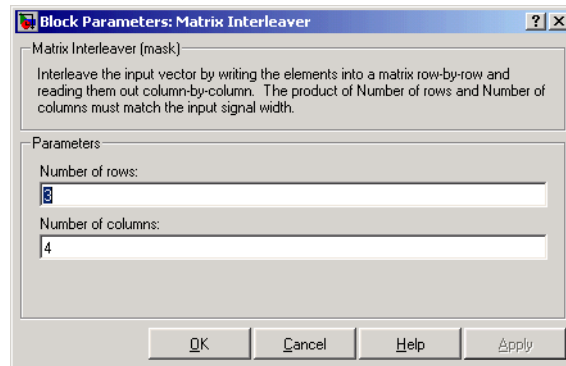 Block Parameters: Matrix Interleaver
Matrix Interleaver (mask)
Interleave the input vector by writing the elements into a matrix row-by-row and
reading them out column-by-column. The product of Number of rows and Number of
columns must match the input signal width.
Parameters
Number of rows:
3
Number of columns:
4
OK Cancel Help Apply